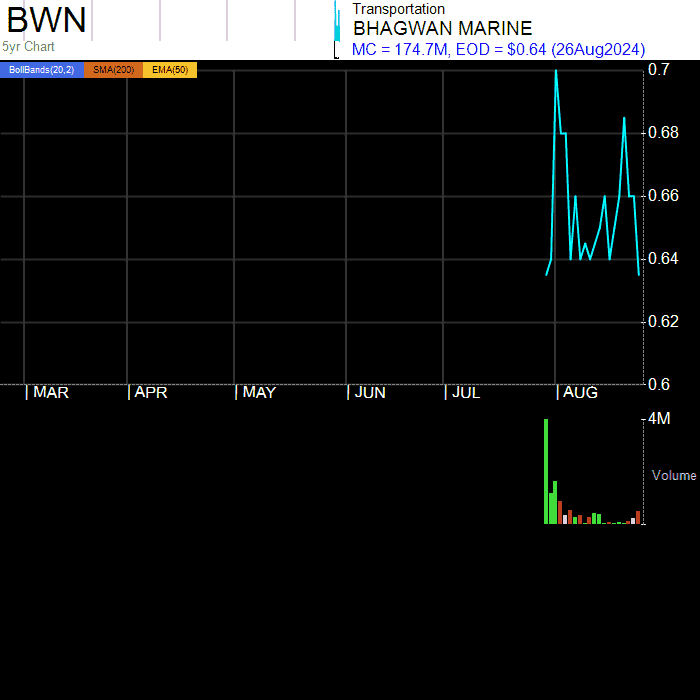 BWN
5yr Chart
Transportation
BHAGWAN MARINE
MC = 174.7M, EOD = $0.64 (26Aug2024)
BollBands(20,2) SMA(200) EMA(50)
0.7
0.68
0.66
0.64
0.62
0.6
| MAR | APR | MAY | JUN | JUL | AUG
4M
Volume